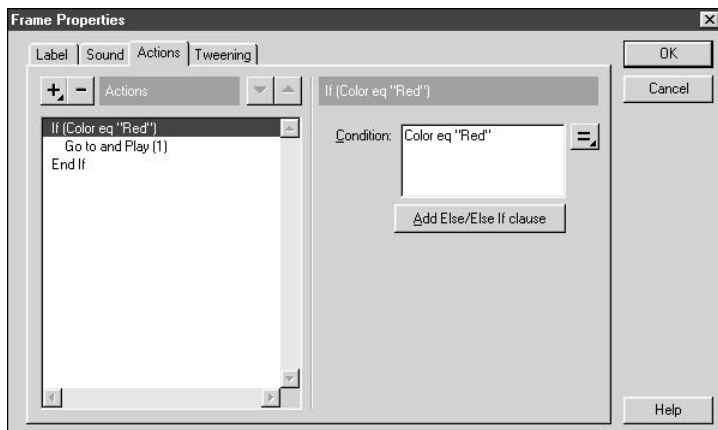 Frame Properties
Label Sound Actions Tweening
OK
Cancel
Actions
If (Color eq "Red")
If (Color eq "Red")
Go to and Play (1)
End If
Condition: Color eq "Red"
Add Else/Else If clause
Help